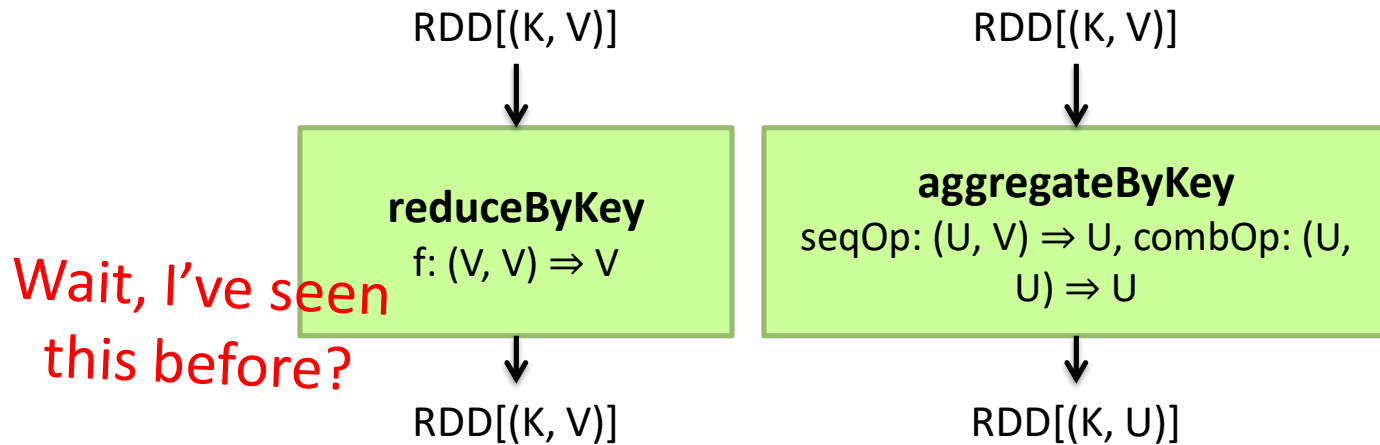 RDD[(K, V)]
reduceByKey
f: (V, V) ⇒ V
RDD[(K, V)]
Wait, I've seen
this before?
RDD[(K, V)]
aggregateByKey
seqOp: (U, V) ⇒ U, combOp: (U,
U) ⇒ U
RDD[(K, U)]